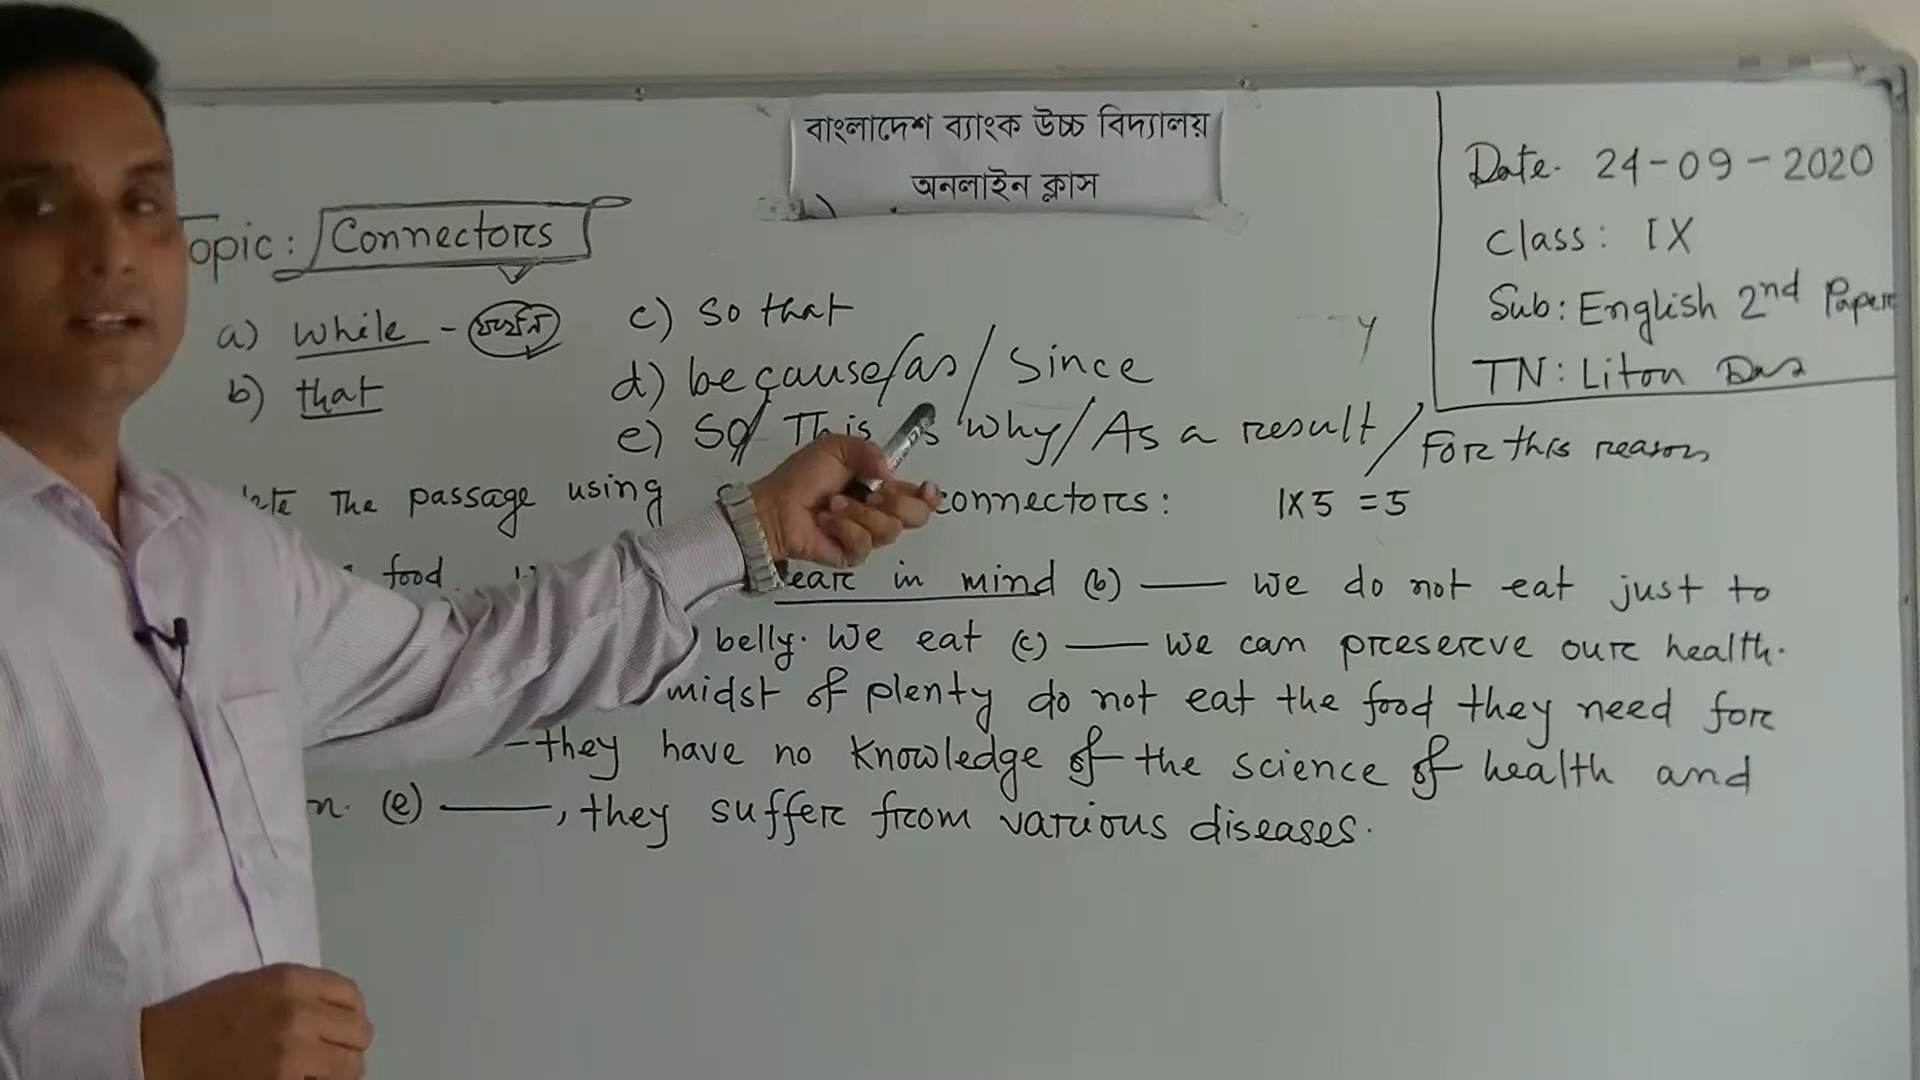 বাংলাদেশ ব্যাংক উচ্চ বিদ্যালয়
অনলাইন ক্লাস
Date. 24-09-2020
Class: IX
Sub: English 2nd Paper
TN: Liton Das
opic: Connectors
a) while - যখন
b) that
c) so that
d) because/as/ Since
e) So/ This is why/ As a result/ For this reason
The passage using connectors: 1x5 =5
food in mind (b) — we do not eat just to
belly. We eat (c) — we can preserve our health.
midst of plenty do not eat the food they need for
they have no knowledge of the science of health and
n. (e) —, they suffer from various diseases.